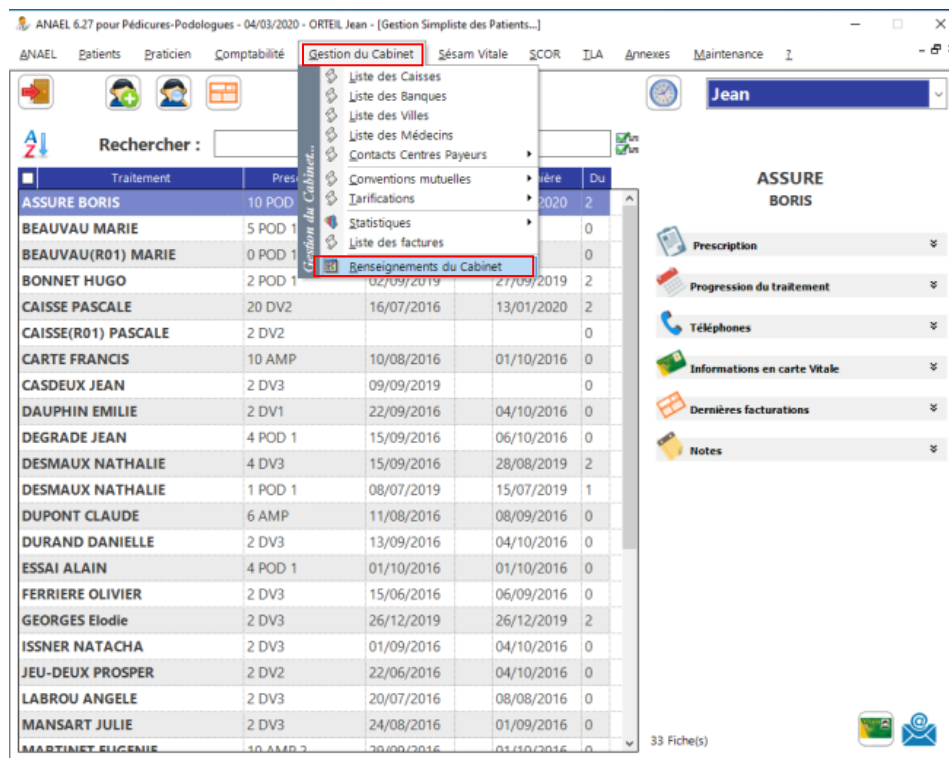 ANAEL 6.27 pour Pédicures-Podologues - 04/03/2020 - ORTEIL Jean - [Gestion Simpliste des Patients...]
ANAEL Patients Praticien Comptabilité Gestion du Cabinet Sésam Vitale SCOR TLA Annexes Maintenance ?
Liste des Caisses
Liste des Banques
Liste des Villes
Liste des Médecins
Contacts Centres Payeurs
Conventions mutuelles
Tarifications
Statistiques
Liste des factures
Renseignements du Cabinet
Gestion du Cabinet...
Jean
Rechercher :
Traitement Pres ière Du
ASSURE BORIS 10 POD 2020 2
BEAUVAU MARIE 5 POD 1 0
BEAUVAU(R01) MARIE 0 POD 1 0
BONNET HUGO 2 POD 1 02/09/2019 27/09/2019 2
CAISSE PASCALE 20 DV2 16/07/2016 13/01/2020 2
CAISSE(R01) PASCALE 2 DV2 0
CARTE FRANCIS 10 AMP 10/08/2016 01/10/2016 0
CASDEUX JEAN 2 DV3 09/09/2019 0
DAUPHIN EMILIE 2 DV1 22/09/2016 04/10/2016 0
DEGRADE JEAN 4 POD 1 15/09/2016 06/10/2016 0
DESMAUX NATHALIE 4 DV3 15/09/2016 28/08/2019 2
DESMAUX NATHALIE 1 POD 1 08/07/2019 15/07/2019 1
DUPONT CLAUDE 6 AMP 11/08/2016 08/09/2016 0
DURAND DANIELLE 2 DV3 13/09/2016 04/10/2016 0
ESSAI ALAIN 4 POD 1 01/10/2016 01/10/2016 0
FERRIERE OLIVIER 2 DV3 15/06/2016 06/09/2016 0
GEORGES Elodie 2 DV3 26/12/2019 26/12/2019 2
ISSNER NATACHA 2 DV3 01/09/2016 04/10/2016 0
JEU-DEUX PROSPER 2 DV2 22/06/2016 04/10/2016 0
LABROU ANGELE 2 DV3 20/07/2016 08/08/2016 0
MANSART JULIE 2 DV3 24/08/2016 01/09/2016 0
MARTINET EUGENIE 10 AMP 2 29/09/2016 01/10/2016 0
ASSURE
BORIS
Prescription
Progression du traitement
Téléphones
Informations en carte Vitale
Dernières facturations
Notes
33 Fiche(s)